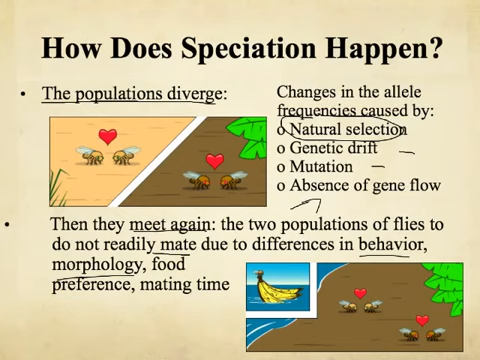 How Does Speciation Happen?
• The populations diverge:
Changes in the allele
frequencies caused by:
o Natural selection
o Genetic drift
o Mutation
o Absence of gene flow
• Then they meet again: the two populations of flies to
do not readily mate due to differences in behavior,
morphology, food
preference, mating time